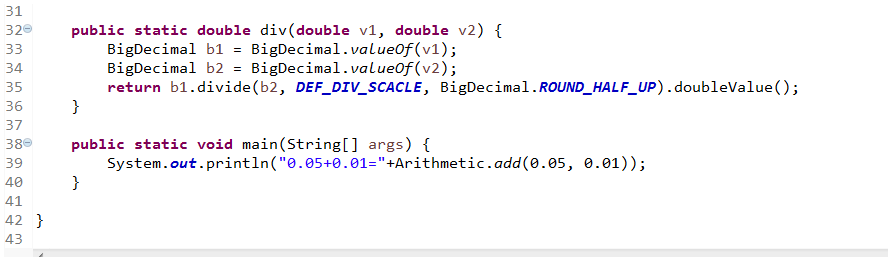 31
32 public static double div(double v1, double v2) {
33 BigDecimal b1 = BigDecimal.valueOf(v1);
34 BigDecimal b2 = BigDecimal.valueOf(v2);
35 return b1.divide(b2, DEF_DIV_SCACLE, BigDecimal.ROUND_HALF_UP).doubleValue();
36 }
37
38 public static void main(String[] args) {
39 System.out.println("0.05+0.01="+Arithmetic.add(0.05, 0.01));
40 }
41
42 }
43